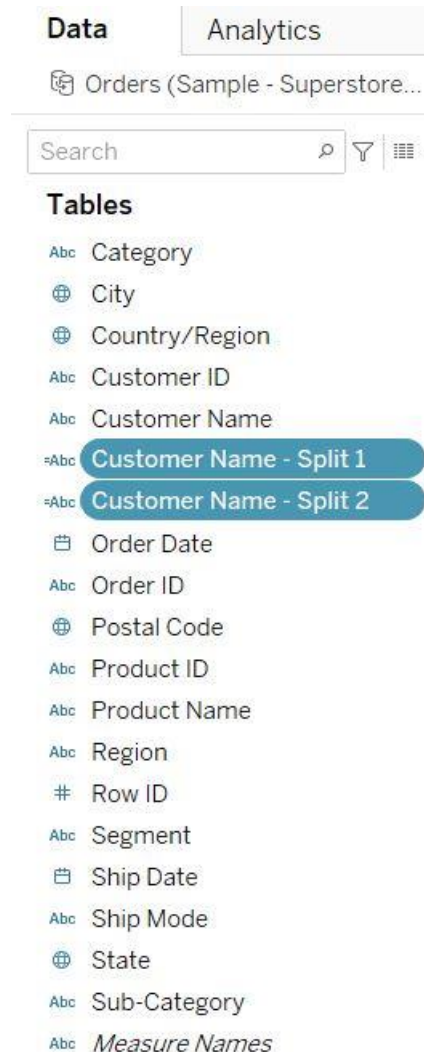 Data Analytics
Orders (Sample - Superstore...
Search
Tables
Abc Category
City
Country/Region
Abc Customer ID
Abc Customer Name
=Abc Customer Name - Split 1
=Abc Customer Name - Split 2
Order Date
Abc Order ID
Postal Code
Abc Product ID
Abc Product Name
Abc Region
# Row ID
Abc Segment
Ship Date
Abc Ship Mode
State
Abc Sub-Category
Abc Measure Names